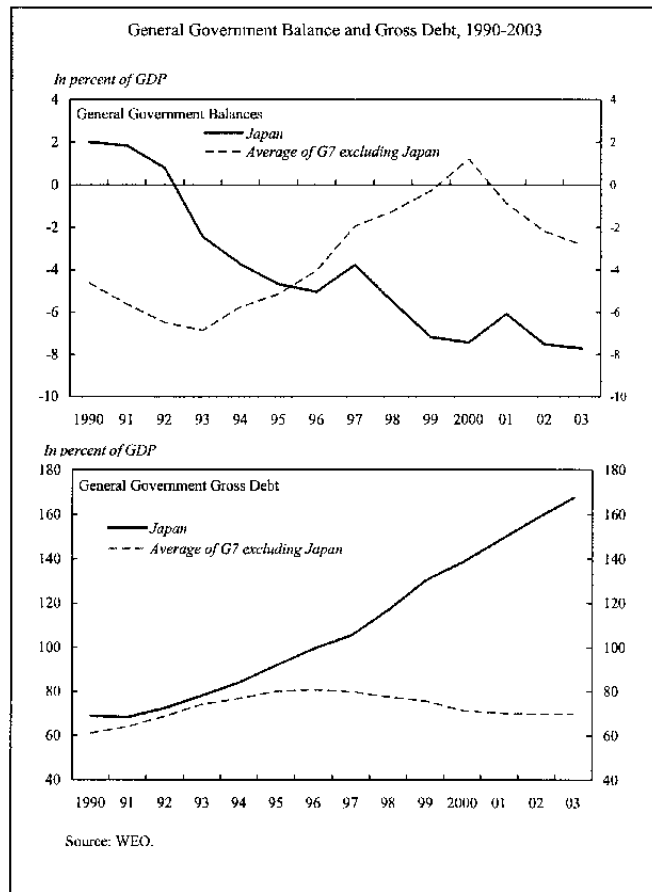 General Government Balance and Gross Debt, 1990-2003
In percent of GDP
General Government Balances
Japan
Average of G7 excluding Japan
4 4
2 2
0 0
-2 -2
-4 -4
-6 -6
-8 -8
-10 -10
1990 91 92 93 94 95 96 97 98 99 2000 01 02 03
In percent of GDP
General Government Gross Debt
Japan
Average of G7 excluding Japan
180 180
160 160
140 140
120 120
100 100
80 80
60 60
40 40
1990 91 92 93 94 95 96 97 98 99 2000 01 02 03
Source: WEO.